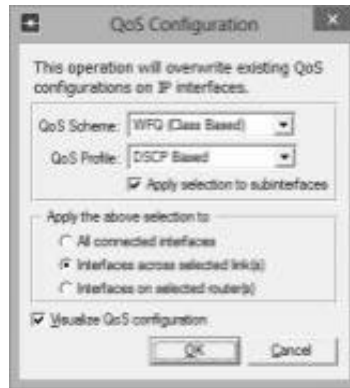 QoS Configuration
This operation will overwrite existing QoS
configurations on IP interfaces.
QoS Scheme: WFQ (Class Based)
QoS Profile: DSCP Based
Apply selection to subinterfaces
Apply the above selection to
All connected interfaces
Interfaces across selected link(s)
Interfaces on selected router(s)
Visualize QoS configuration
OK Cancel